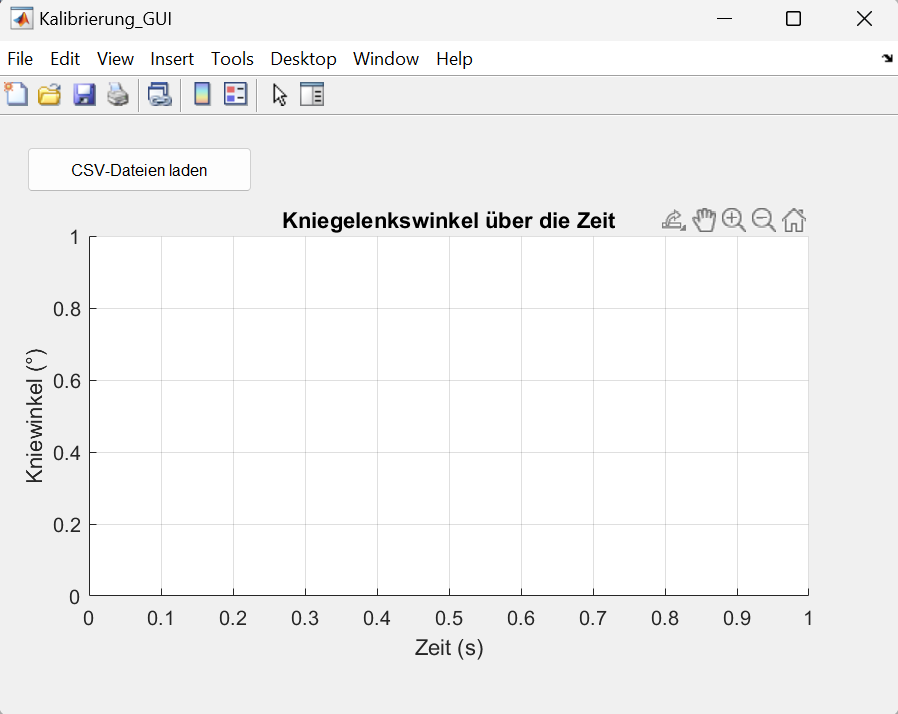 Kalibrierung_GUI
File Edit View Insert Tools Desktop Window Help
CSV-Dateien laden
Kniegelenkswinkel über die Zeit
1
0.8
0.6
0.4
0.2
0
Kniewinkel (°)
0 0.1 0.2 0.3 0.4 0.5 0.6 0.7 0.8 0.9 1
Zeit (s)